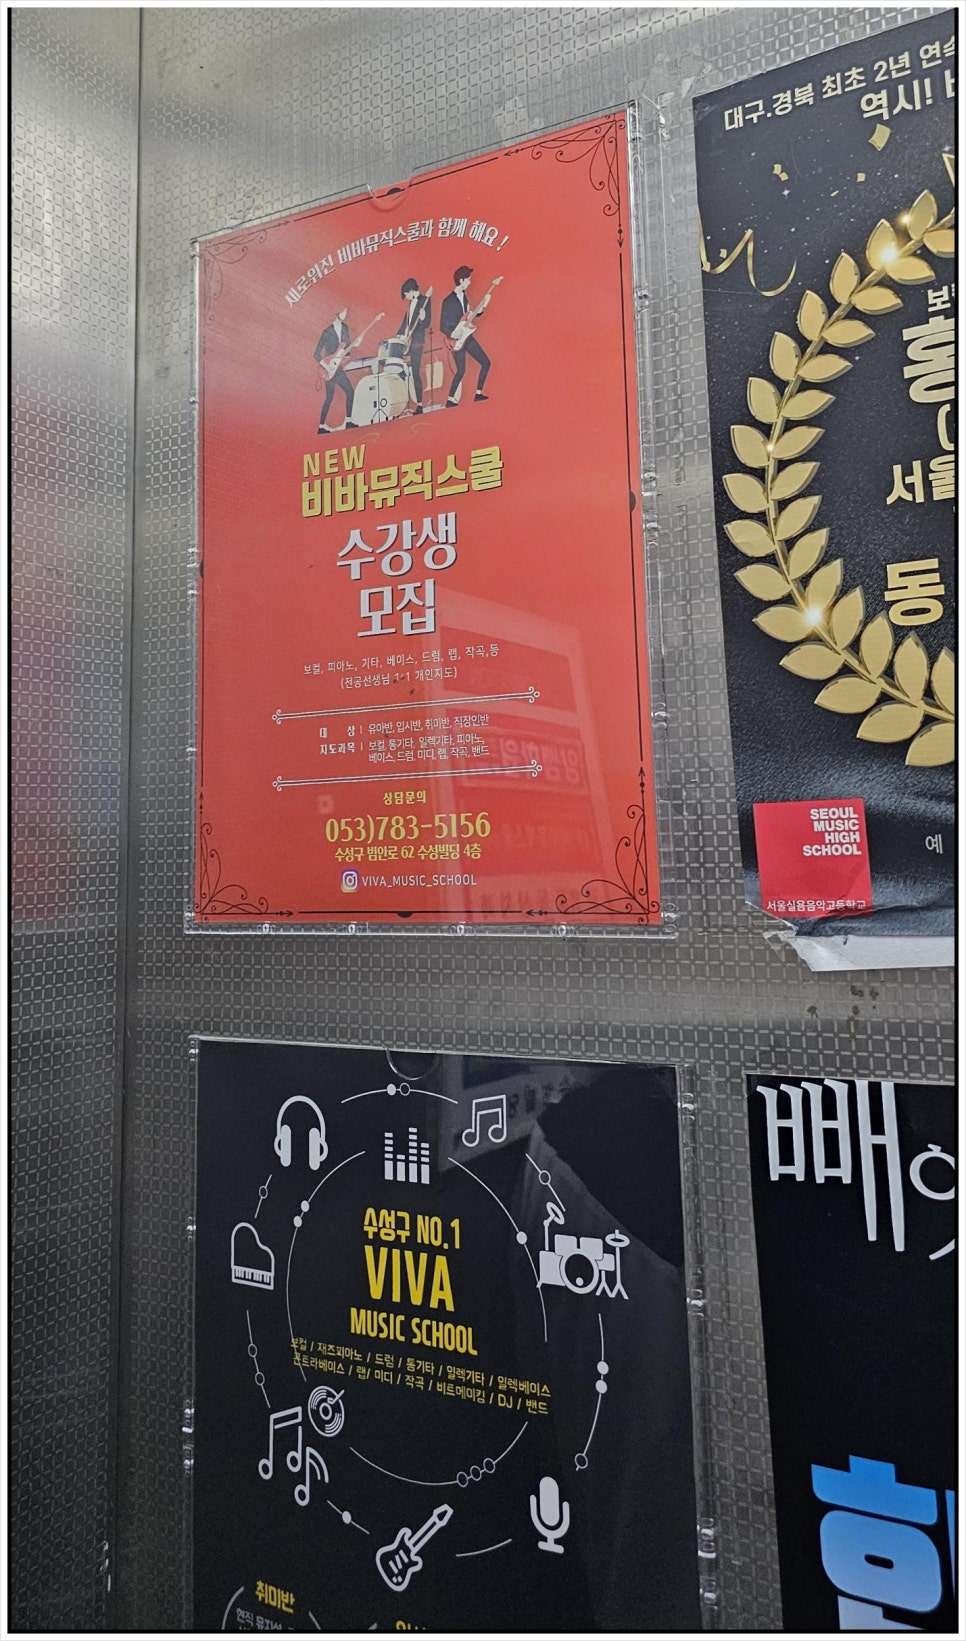 새로워진 비바뮤직스쿨과 함께 해요!
NEW
비바뮤직스쿨
수강생
모집
보컬, 피아노, 기타, 베이스, 드럼, 랩, 작곡,등
(전공선생님 1:1 개인지도)
대 상 | 유아반, 입시반, 취미반, 직장인반
지도과목 | 보컬, 통기타, 일렉기타, 피아노,
베이스, 드럼, 미디, 랩, 작곡, 밴드
상담문의
053)783-5156
수성구 범안로 62 수성빌딩 4층
VIVA_MUSIC_SCHOOL
대구.경북 최초 2년 연속
역시!
홍
서울
동
SEOUL
MUSIC
HIGH
SCHOOL
예
서울실용음악고등학교
수성구 NO.1
VIVA
MUSIC SCHOOL
보컬 / 재즈피아노 / 드럼 / 통기타 / 일렉기타 / 일렉베이스
콘트라베이스 / 랩/ 미디 / 작곡 / 비트메이킹 / DJ / 밴드
취미반
현직
빼